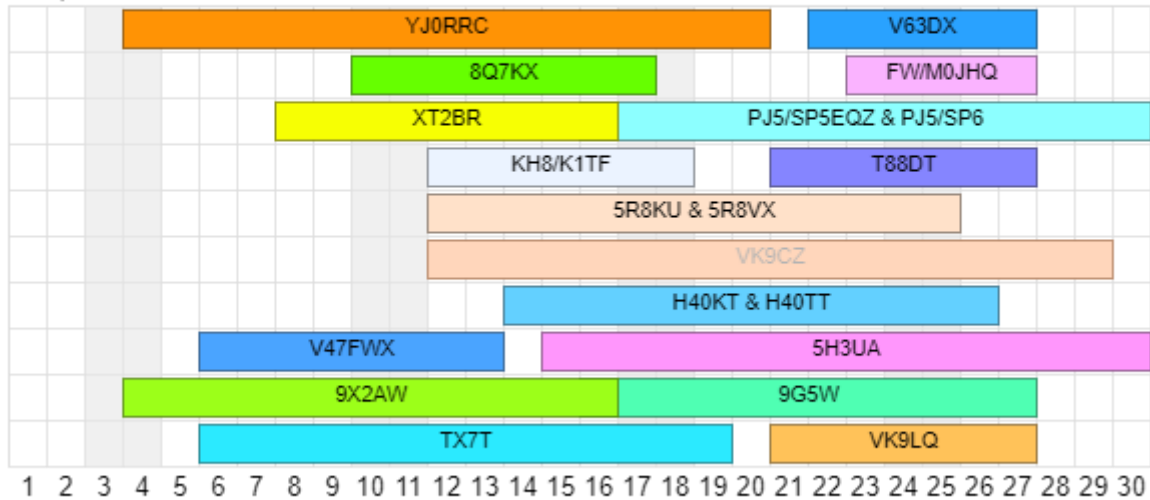 YJ0RRC V63DX
8Q7KX FW/M0JHQ
XT2BR PJ5/SP5EQZ & PJ5/SP6
KH8/K1TF T88DT
5R8KU & 5R8VX
VK9CZ
H40KT & H40TT
V47FWX 5H3UA
9X2AW 9G5W
TX7T VK9LQ
1 2 3 4 5 6 7 8 9 10 11 12 13 14 15 16 17 18 19 20 21 22 23 24 25 26 27 28 29 30